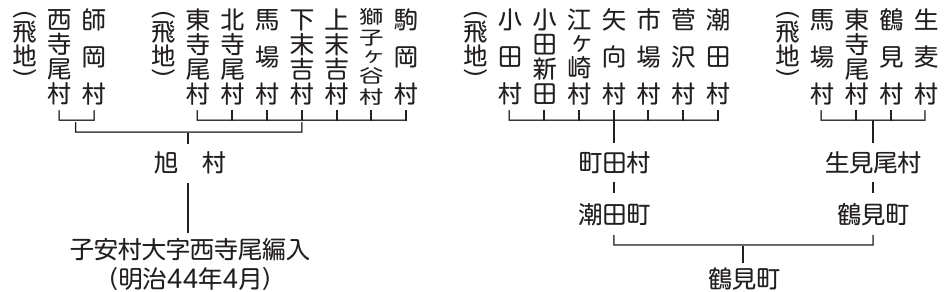 生麦村
鶴見村
東寺尾村
馬場村
(飛地)
潮田村
菅沢村
市場村
矢向村
江ヶ崎村
小田新田
小田村
(飛地)
駒岡村
獅子ヶ谷村
上末吉村
下末吉村
馬場村
北寺尾村
東寺尾村
(飛地)
師岡村
西寺尾村
(飛地)
生見尾村
町田村
旭村
鶴見町
潮田町
子安村大字西寺尾編入
(明治44年4月)
鶴見町